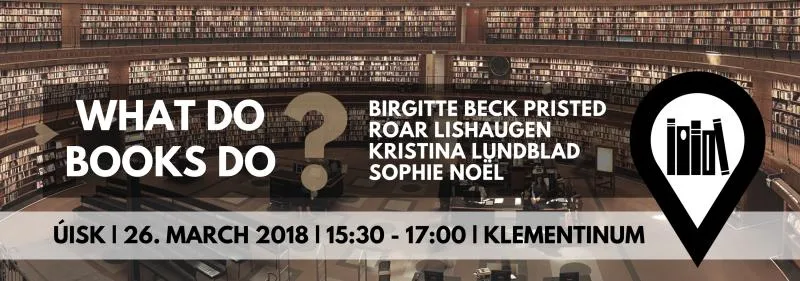 WHAT DO
BOOKS DO
?
BIRGITTE BECK PRISTED
ROAR LISHAUGEN
KRISTINA LUNDBLAD
SOPHIE NOËL
ÚISK | 26. MARCH 2018 | 15:30 - 17:00 | KLEMENTINUM